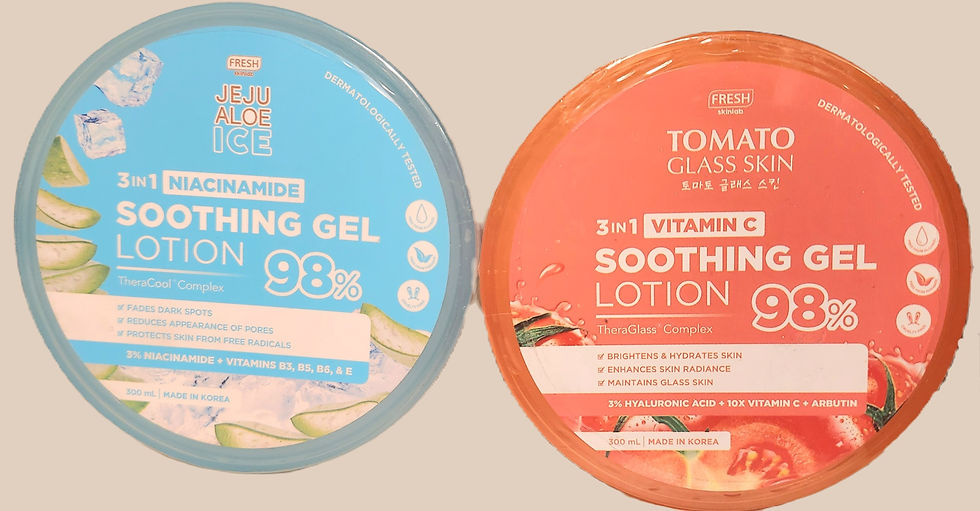 FRESH
skinlab
JEJU
ALOE
ICE
DERMATOLOGICALLY TESTED
3 IN 1 NIACINAMIDE
SOOTHING GEL
LOTION
98%
TheraCool™ Complex
FADES DARK SPOTS
REDUCES APPEARANCE OF PORES
PROTECTS SKIN FROM FREE RADICALS
3% NIACINAMIDE + VITAMINS B3, B5, B6, & E
300 mL | MADE IN KOREA
FRESH
skinlab
TOMATO
GLASS SKIN
토마토 글래스 스킨
DERMATOLOGICALLY TESTED
3 IN 1 VITAMIN C
SOOTHING GEL
LOTION
98%
TheraGlass™ Complex
BRIGHTENS & HYDRATES SKIN
ENHANCES SKIN RADIANCE
MAINTAINS GLASS SKIN
3% HYALURONIC ACID + 10X VITAMIN C + ARBUTIN
300 mL | MADE IN KOREA
CRUELTY FREE